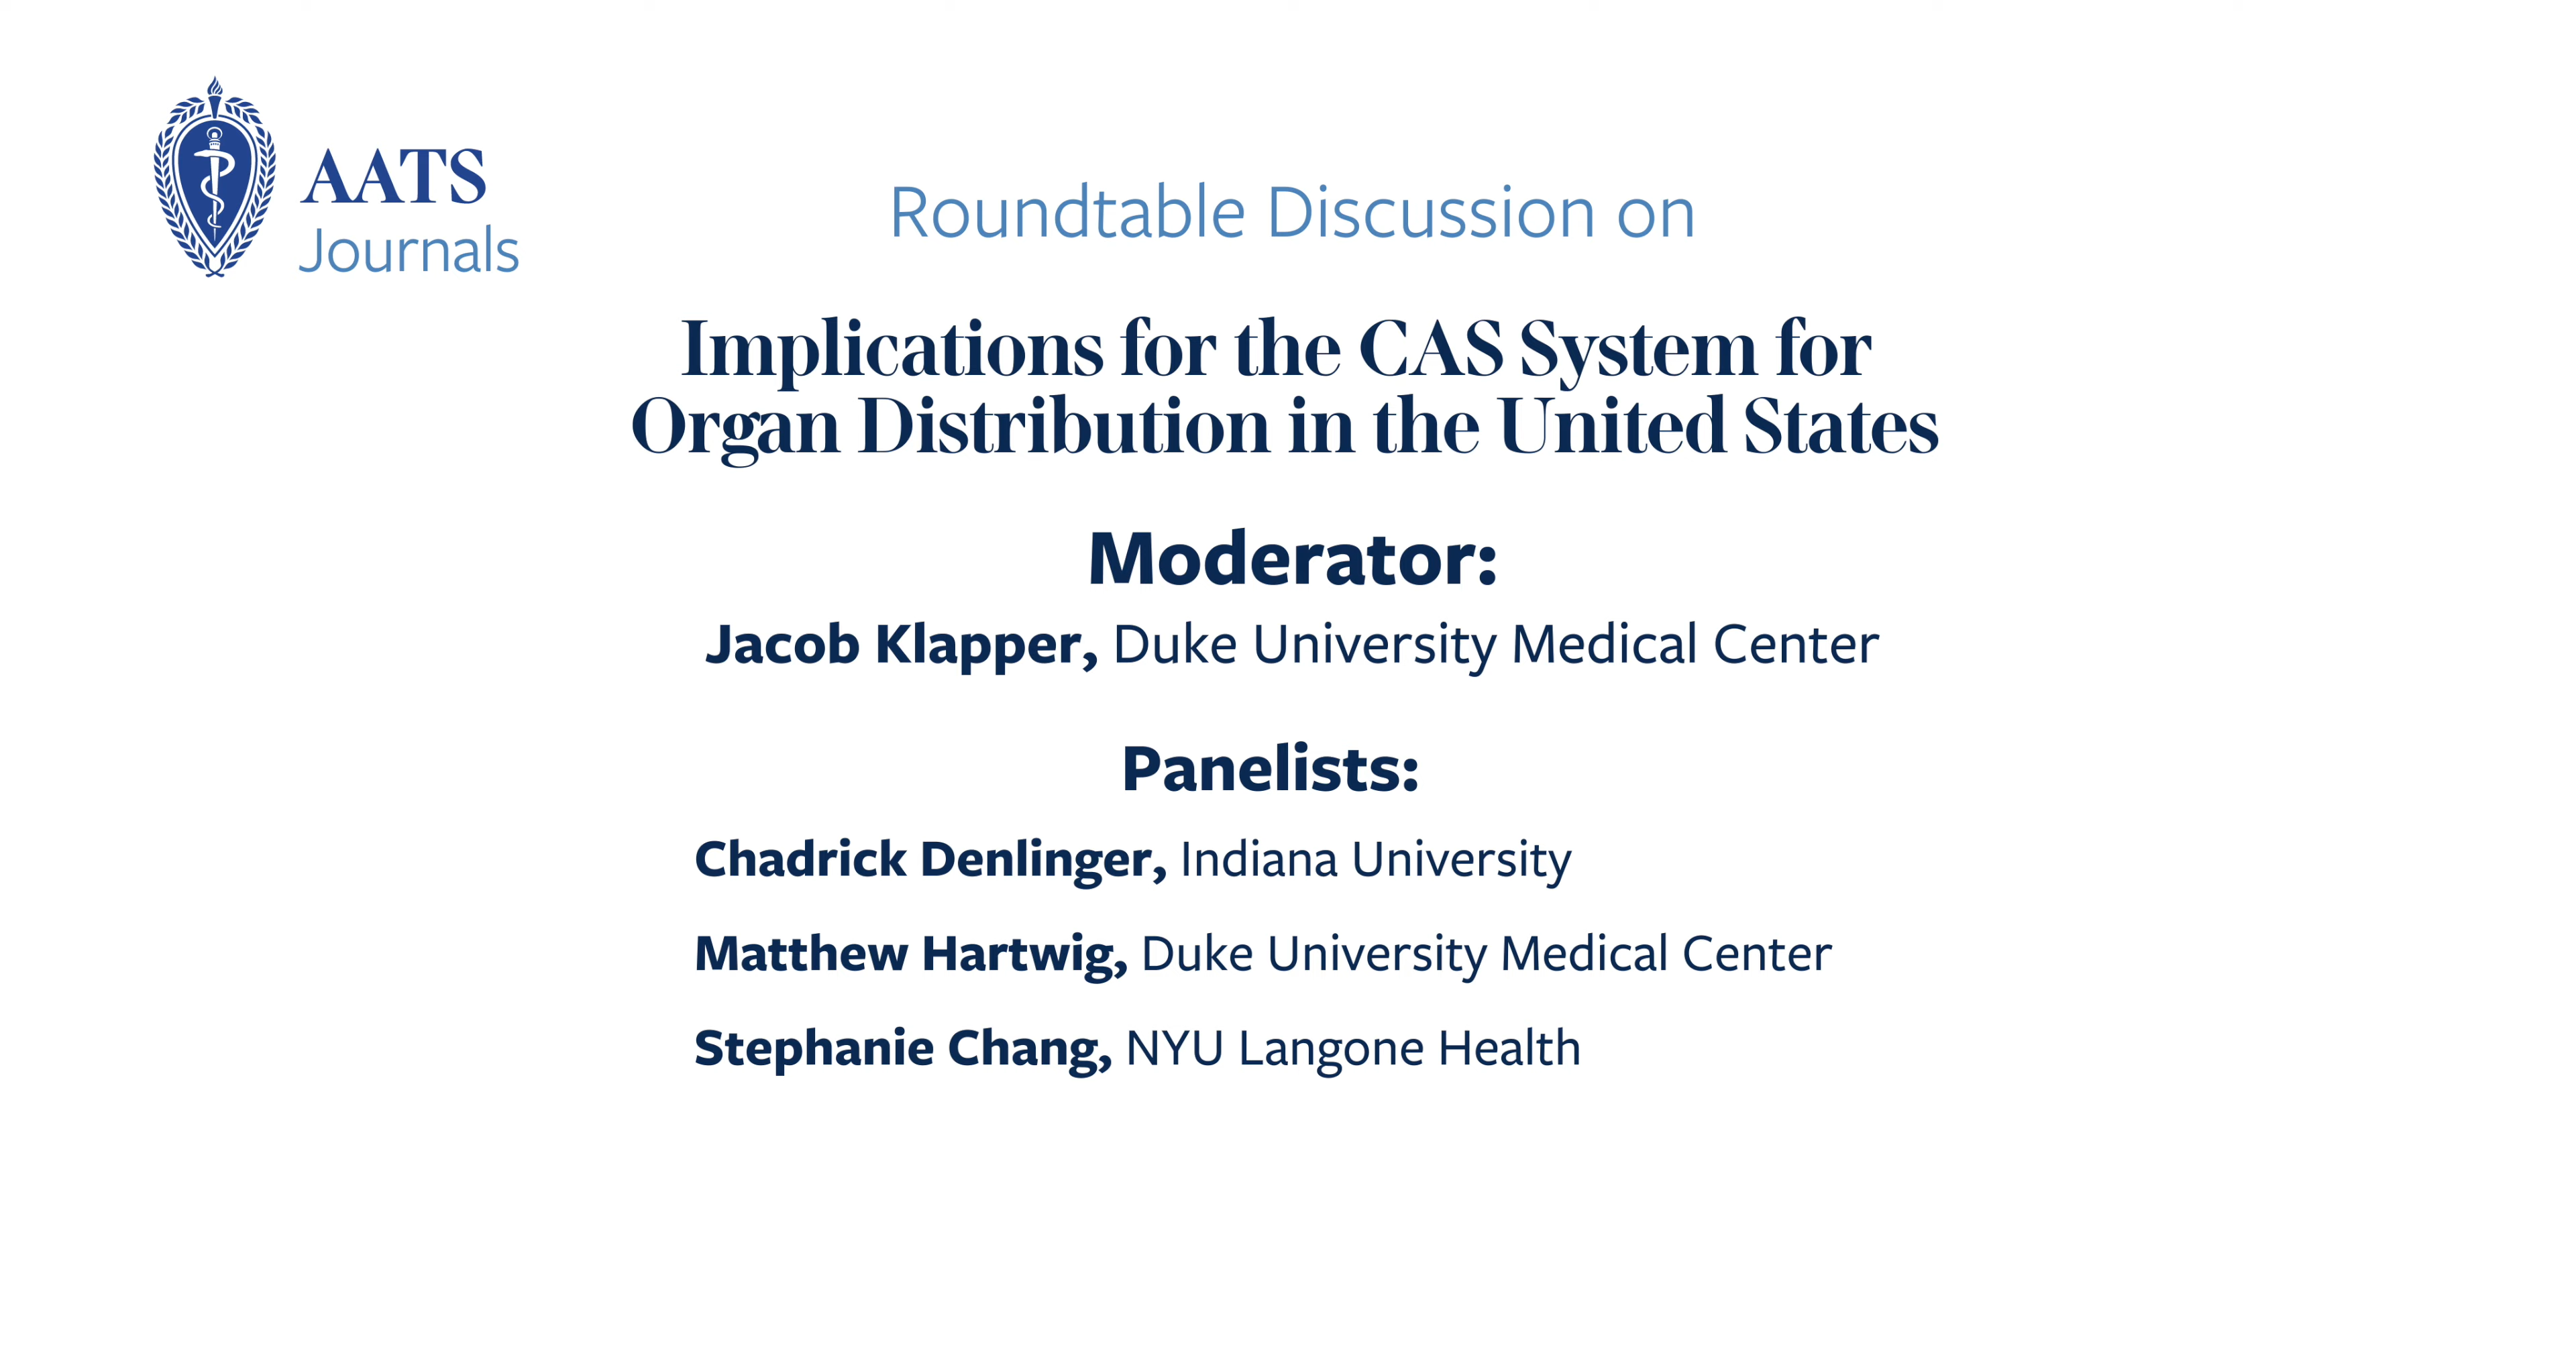 AATS
Journals
Roundtable Discussion on
Implications for the CAS System for
Organ Distribution in the United States
Moderator:
Jacob Klapper, Duke University Medical Center
Panelists:
Chadrick Denlinger, Indiana University
Matthew Hartwig, Duke University Medical Center
Stephanie Chang, NYU Langone Health